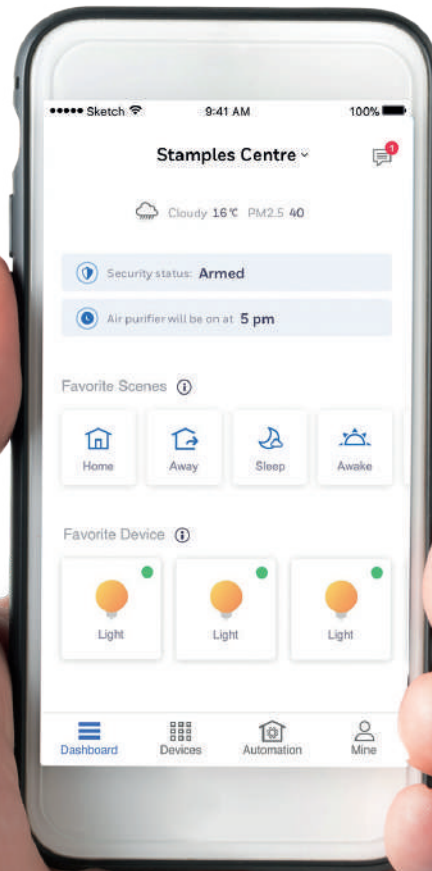 Sketch 9:41 AM 100%
Stamples Centre
1
Cloudy 16℃ PM2.5 40
Security status: Armed
Air purifier will be on at 5 pm
Favorite Scenes
Home Away Sleep Awake
Favorite Device
Light Light Light
Dashboard Devices Automation Mine